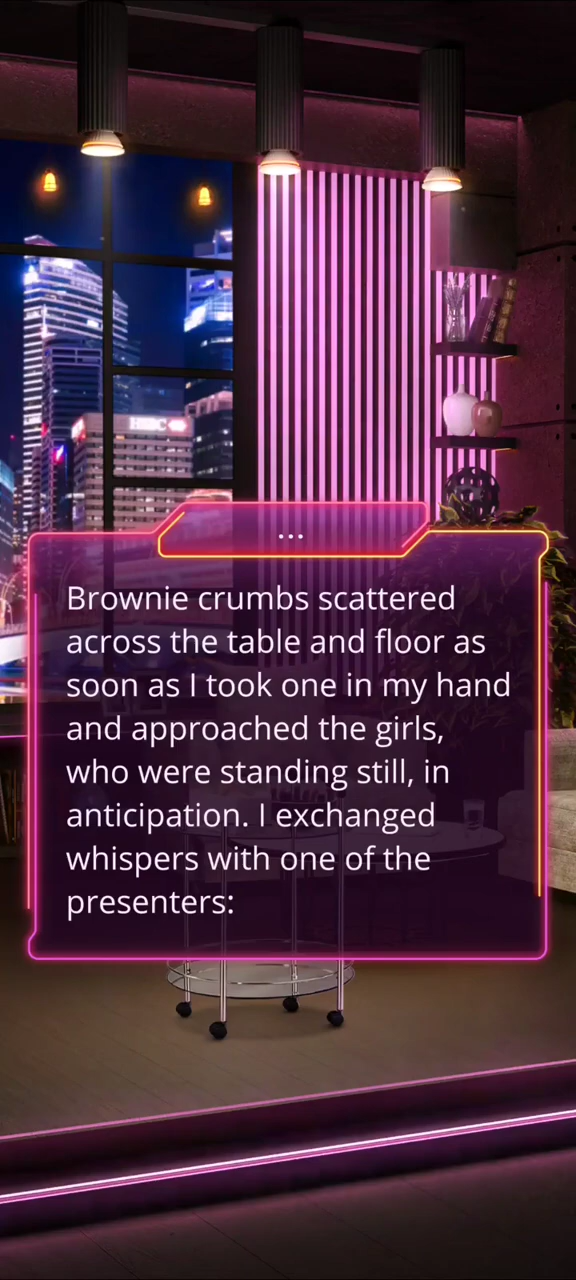 HSBC
...
Brownie crumbs scattered
across the table and floor as
soon as I took one in my hand
and approached the girls,
who were standing still, in
anticipation. I exchanged
whispers with one of the
presenters: